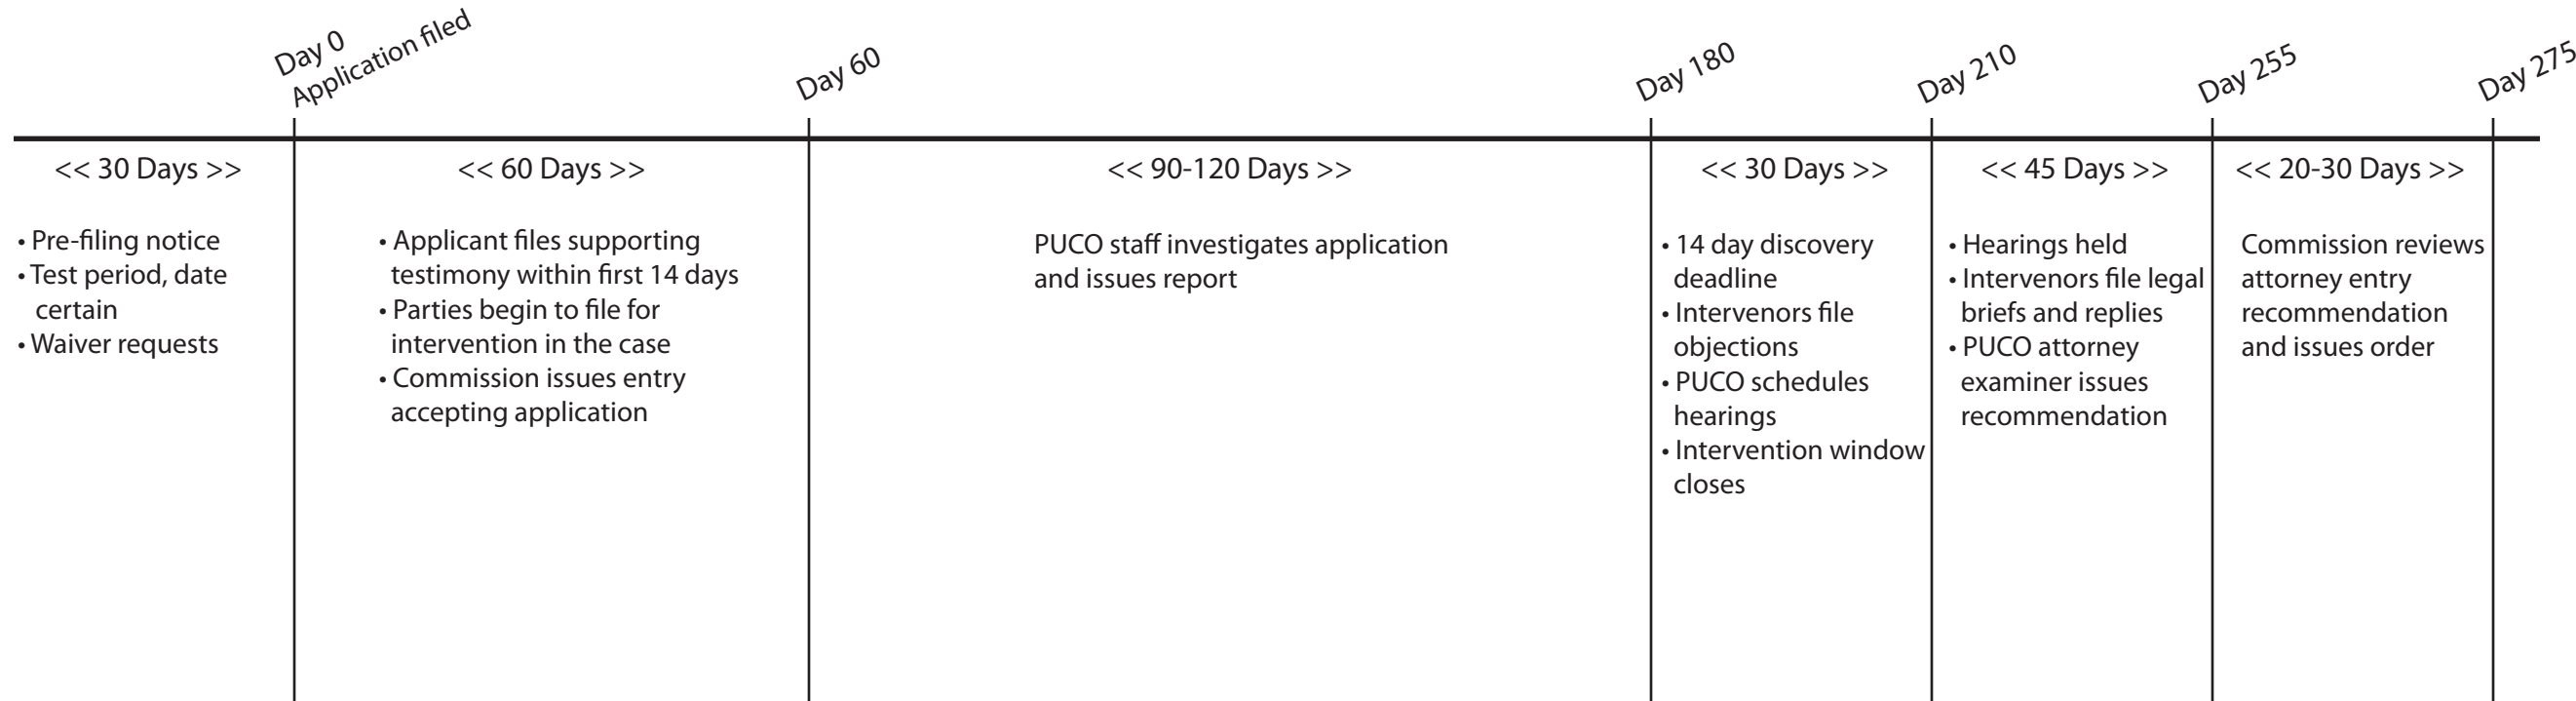 Day 0
Application filed
Day 60
Day 180
Day 210
Day 255
Day 275
<< 30 Days >>
<< 60 Days >>
<< 90-120 Days >>
<< 30 Days >>
<< 45 Days >>
<< 20-30 Days >>
• Pre-filing notice
• Test period, date
certain
• Waiver requests
• Applicant files supporting
testimony within first 14 days
• Parties begin to file for
intervention in the case
• Commission issues entry
accepting application
PUCO staff investigates application
and issues report
• 14 day discovery
deadline
• Intervenors file
objections
• PUCO schedules
hearings
• Intervention window
closes
• Hearings held
• Intervenors file legal
briefs and replies
• PUCO attorney
examiner issues
recommendation
Commission reviews
attorney entry
recommendation
and issues order